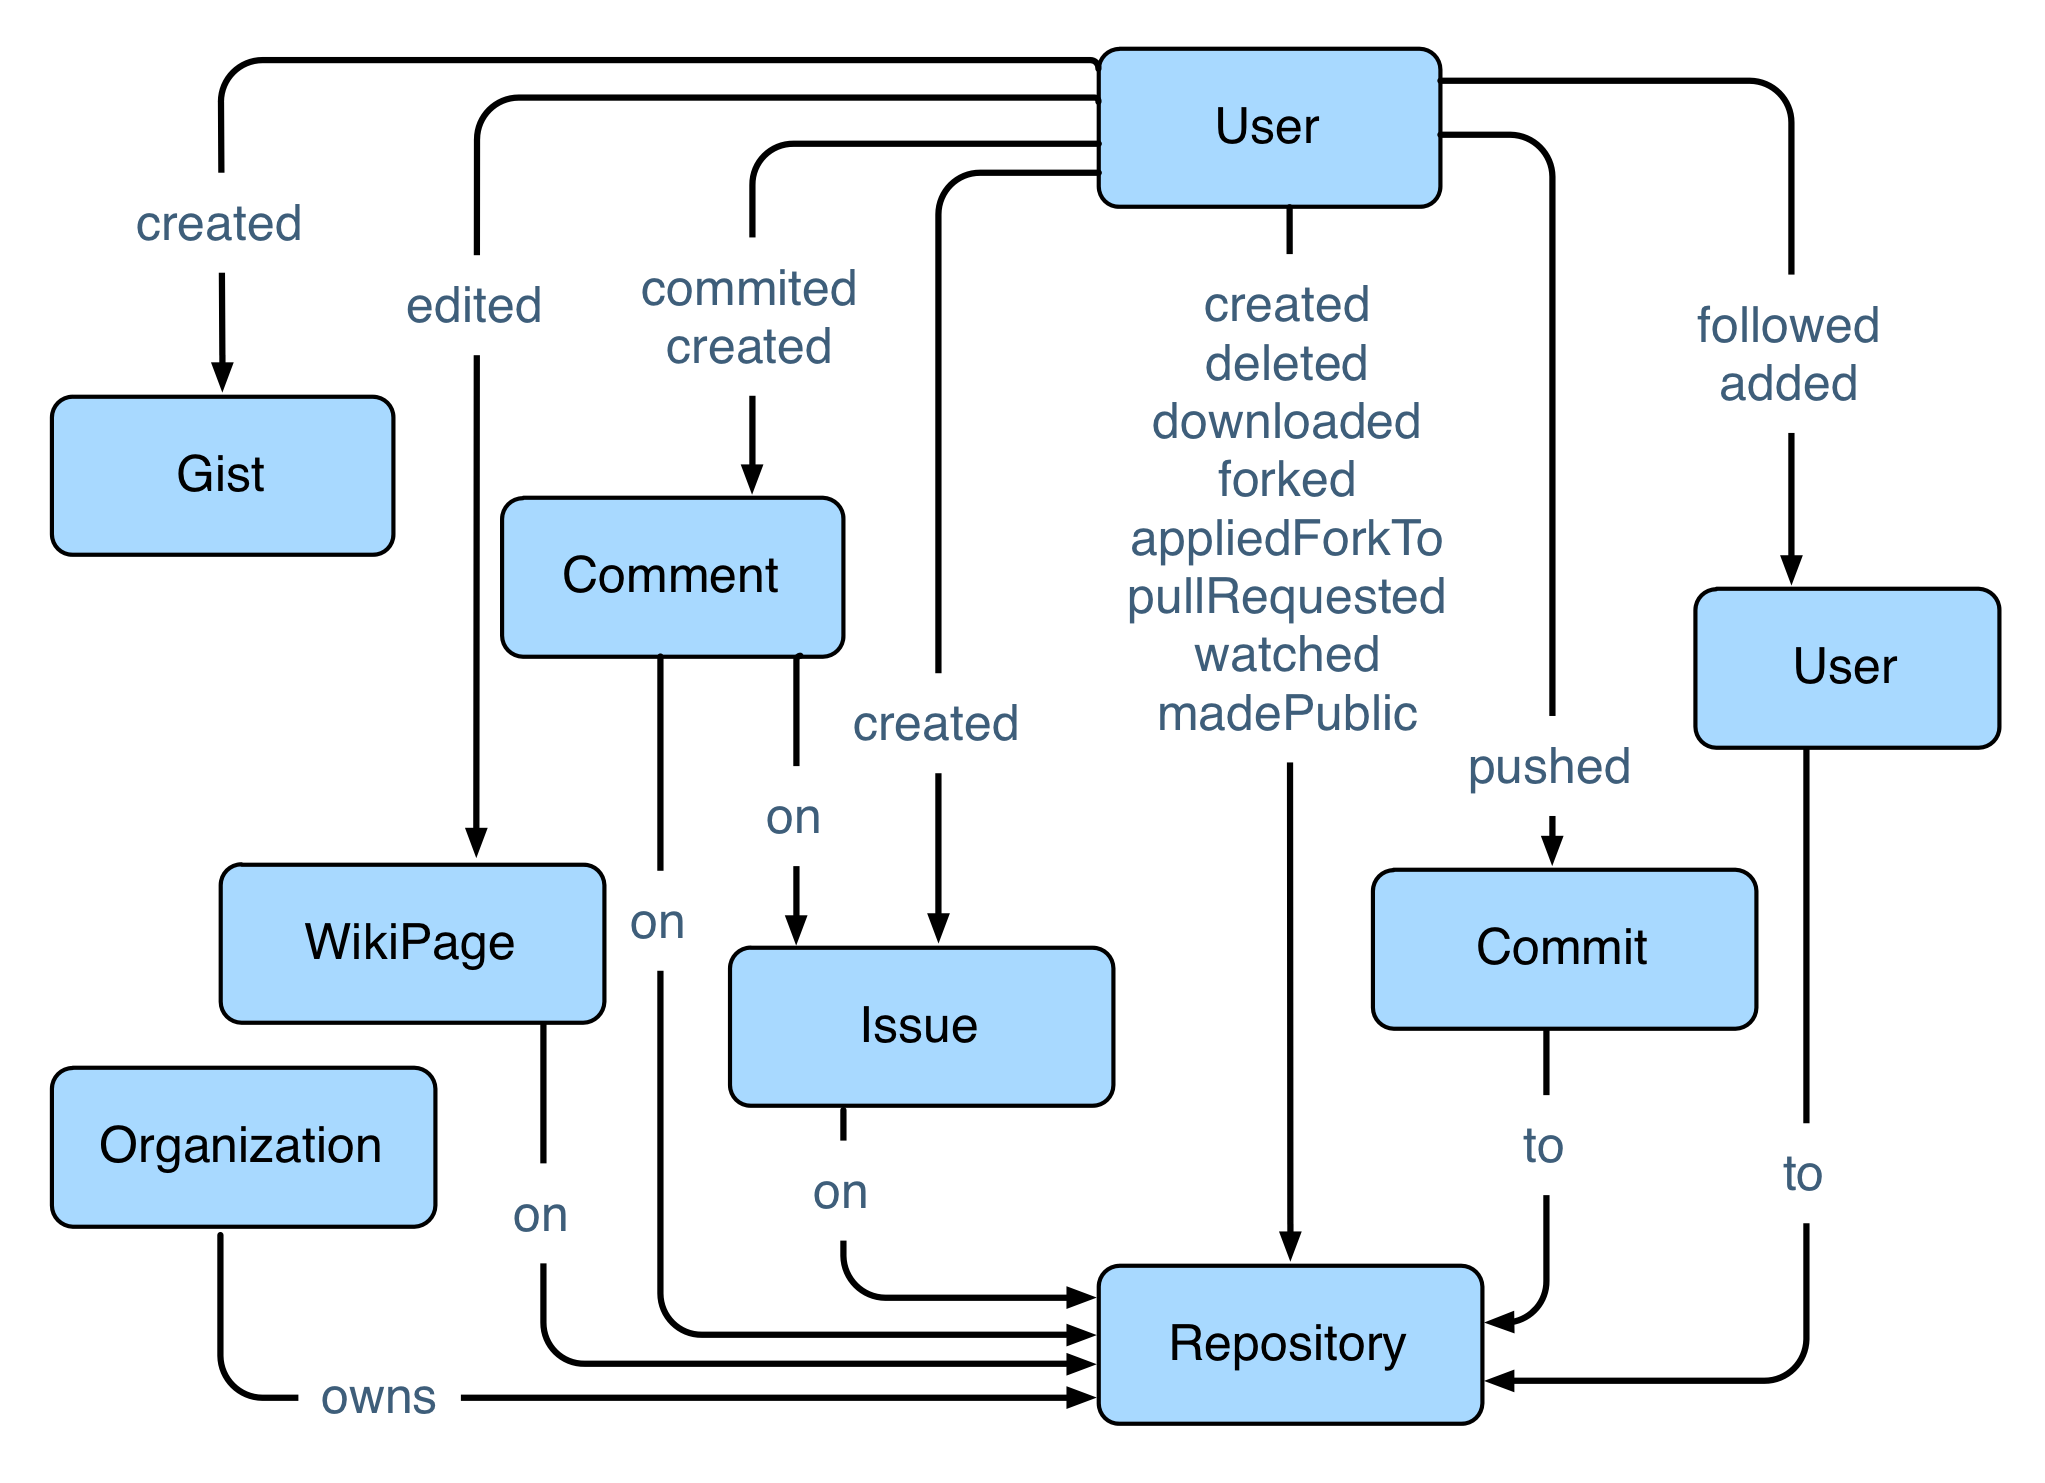 User
created
edited
commited
created
created
deleted
downloaded
forked
appliedForkTo
pullRequested
watched
madePublic
followed
added
Gist
Comment
User
created
pushed
on
on
WikiPage
Issue
Commit
Organization
on
on
to
to
Repository
owns